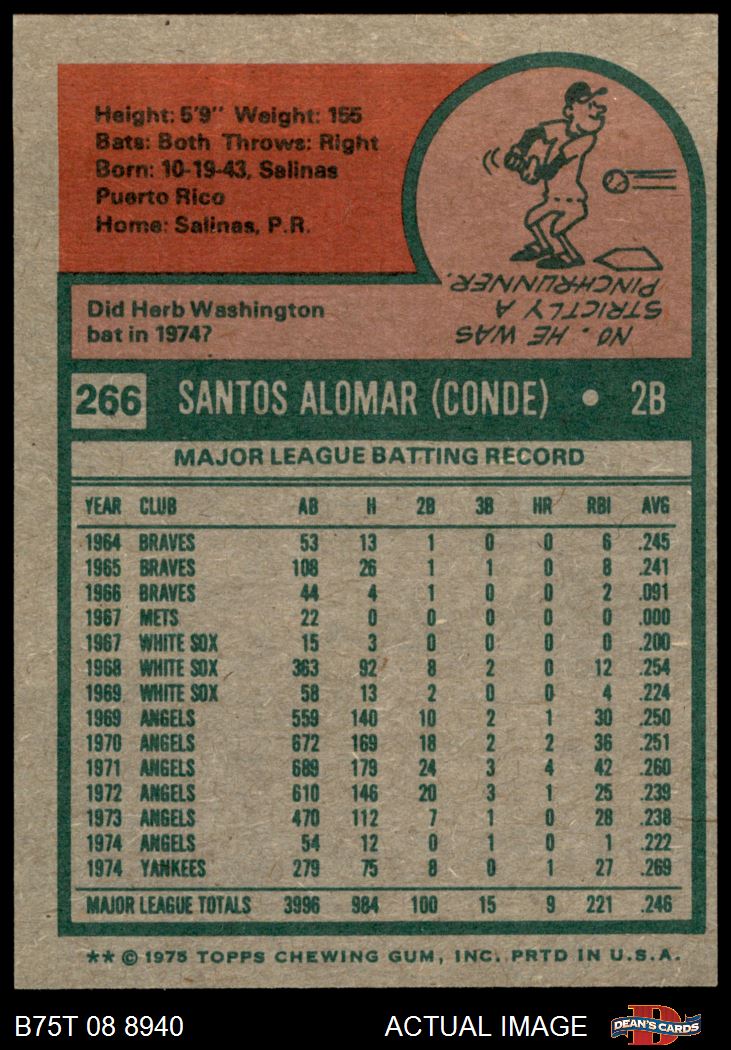 Height: 5'9" Weight: 155
Bats: Both Throws: Right
Born: 10-19-43, Salinas
Puerto Rico
Home: Salinas, P.R.
Did Herb Washington
bat in 1974?
NO. HE WAS
STRICTLY A
PINCH-RUNNER.
266 SANTOS ALOMAR (CONDE) • 2B
MAJOR LEAGUE BATTING RECORD
YEAR CLUB AB H 2B 3B HR RBI AVG
1964 BRAVES 53 13 1 0 0 6 .245
1965 BRAVES 108 26 1 1 0 8 .241
1966 BRAVES 44 4 1 0 0 2 .091
1967 METS 22 0 0 0 0 0 .000
1967 WHITE SOX 15 3 0 0 0 0 .200
1968 WHITE SOX 363 92 8 2 0 12 .254
1969 WHITE SOX 58 13 2 0 0 4 .224
1969 ANGELS 559 140 10 2 1 30 .250
1970 ANGELS 672 169 18 2 2 36 .251
1971 ANGELS 689 179 24 3 4 42 .260
1972 ANGELS 610 146 20 3 1 25 .239
1973 ANGELS 470 112 7 1 0 28 .238
1974 ANGELS 54 12 0 1 0 1 .222
1974 YANKEES 279 75 8 0 1 27 .269
MAJOR LEAGUE TOTALS 3996 984 100 15 9 221 .246
** © 1975 TOPPS CHEWING GUM, INC. PRTD IN U.S.A.
B75T 08 8940 ACTUAL IMAGE DEAN'S CARDS